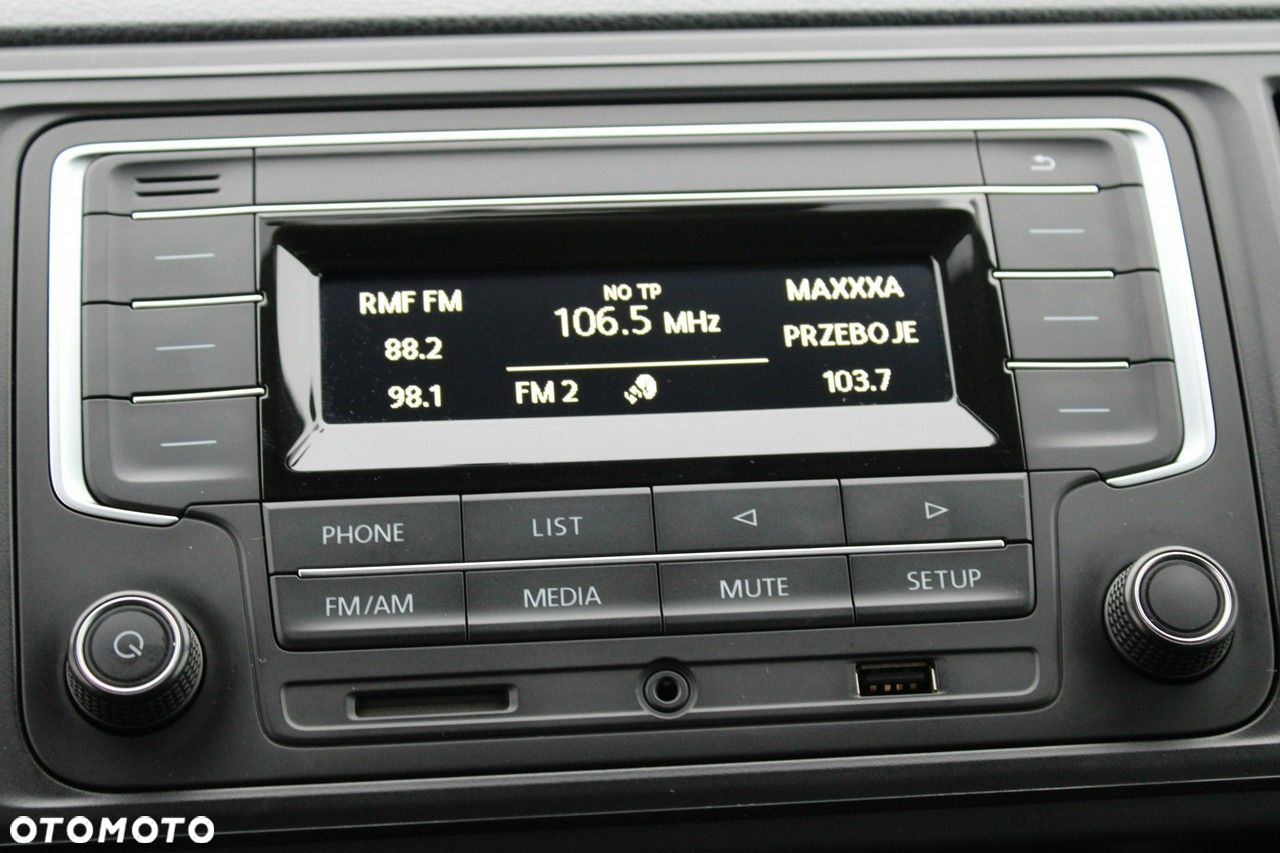 RMF FM
NO TP
MAXXXA
106.5 MHz
88.2
PRZEBOJE
98.1
FM 2
103.7
PHONE
LIST
FM/AM
MEDIA
MUTE
SETUP
OTOMOTO